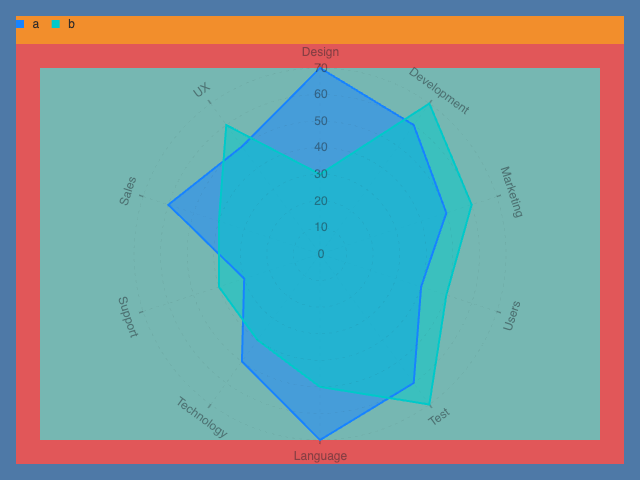 a b
Design
70
Development
UX
60
50
40
30
Sales
Marketing
20
10
0
Support
Users
Technology
Test
Language